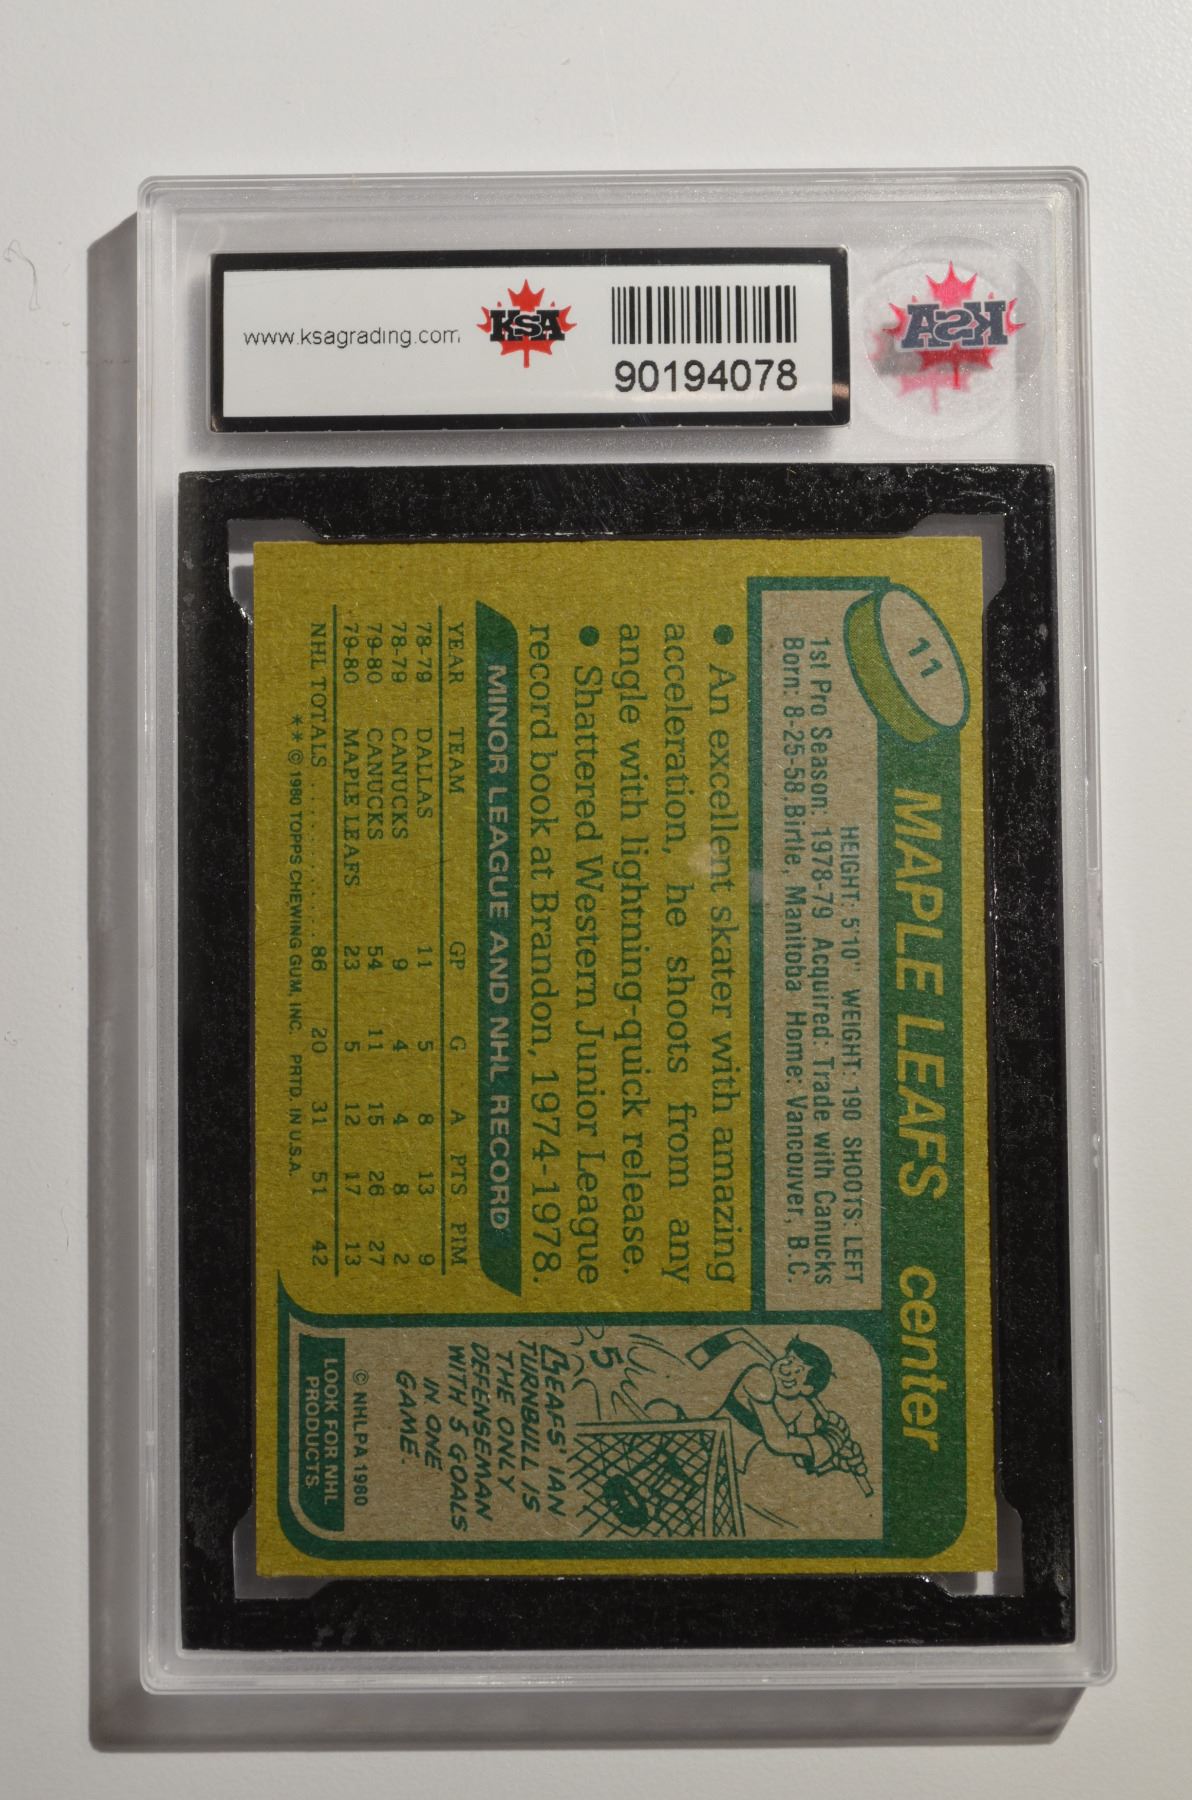 www.ksagrading.com
KSA
90194078
KSA
11
MAPLE LEAFS center
HEIGHT: 5'10" WEIGHT: 190 SHOOTS: LEFT
1st Pro Season: 1978-79 Acquired: Trade with Canucks
Born: 8-25-58, Birtle, Manitoba Home: Vancouver, B.C.
• An excellent skater with amazing
acceleration, he shoots from any
angle with lightning-quick release.
• Shattered Western Junior League
record book at Brandon, 1974-1978.
MINOR LEAGUE AND NHL RECORD
YEAR TEAM GP G A PTS PIM
78-79 DALLAS 11 5 8 13 9
78-79 CANUCKS 9 4 4 8 2
79-80 CANUCKS 54 11 15 26 27
79-80 MAPLE LEAFS 23 5 12 17 13
NHL TOTALS .......... 86 20 31 51 42
**© 1980 TOPPS CHEWING GUM, INC. PRTD. IN U.S.A.
5
LEAFS' IAN
TURNBULL IS
THE ONLY
DEFENSEMAN
WITH 5 GOALS
IN ONE
GAME.
© NHLPA 1980
LOOK FOR NHL
PRODUCTS